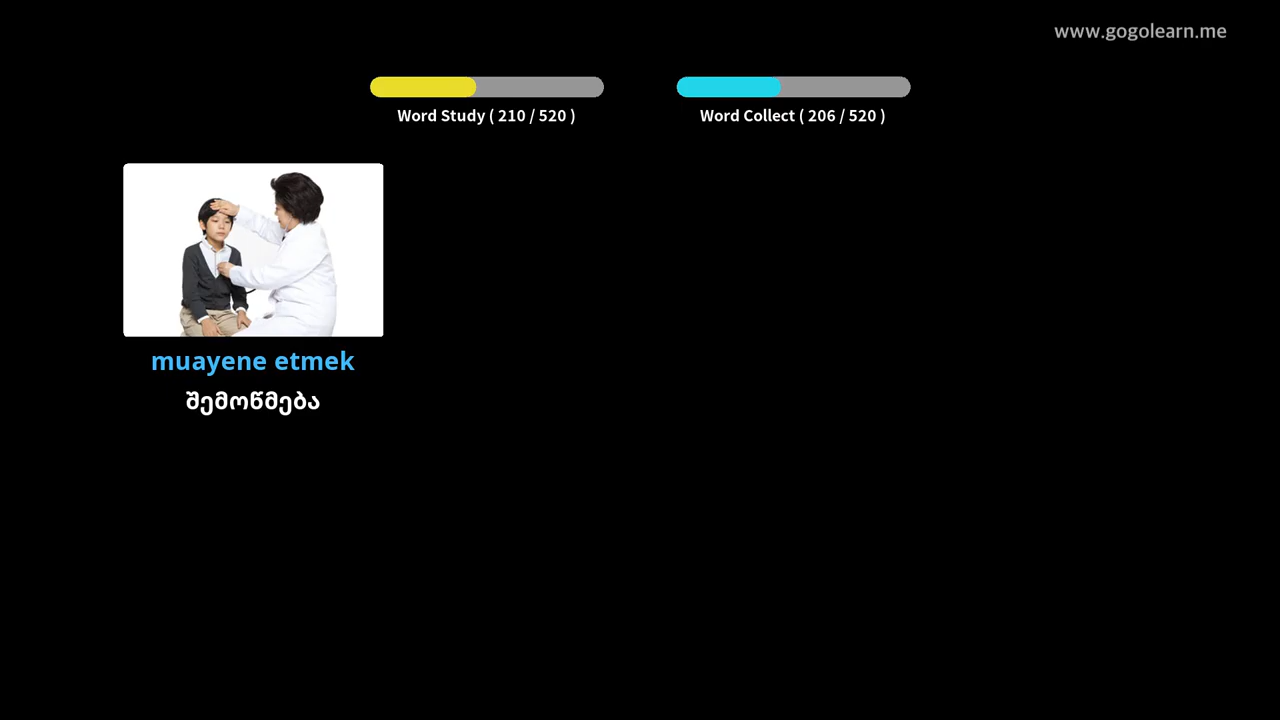 www.gogolearn.me
Word Study ( 210 / 520 )
Word Collect ( 206 / 520 )
muayene etmek
შემოწმება